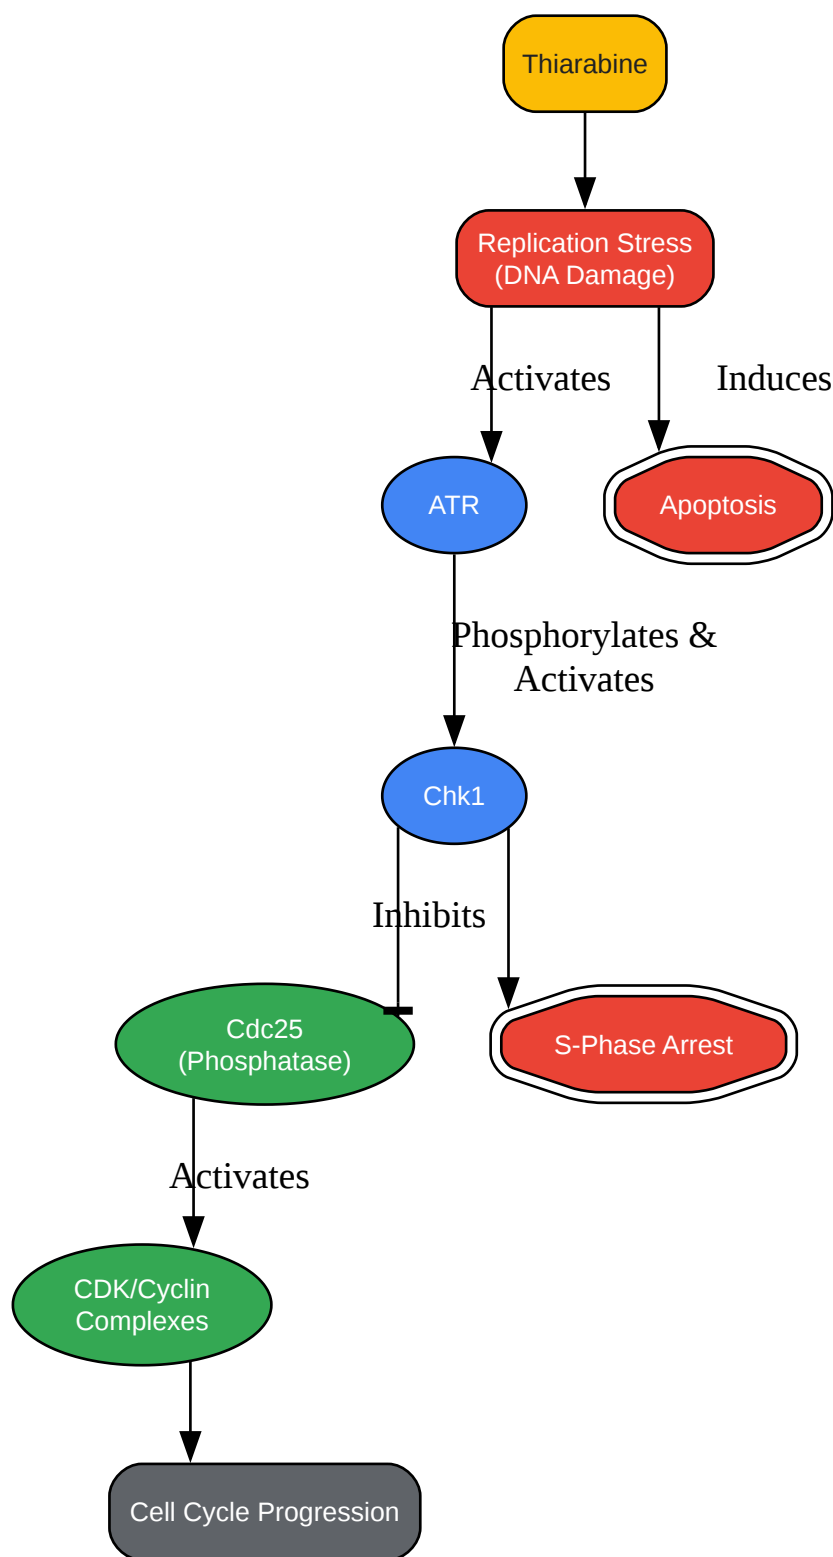 Thiarabine
Replication Stress
(DNA Damage)
Activates
Induces
ATR
Apoptosis
Phosphorylates &
Activates
Chk1
Inhibits
Cdc25
(Phosphatase)
S-Phase Arrest
Activates
CDK/Cyclin
Complexes
Cell Cycle Progression